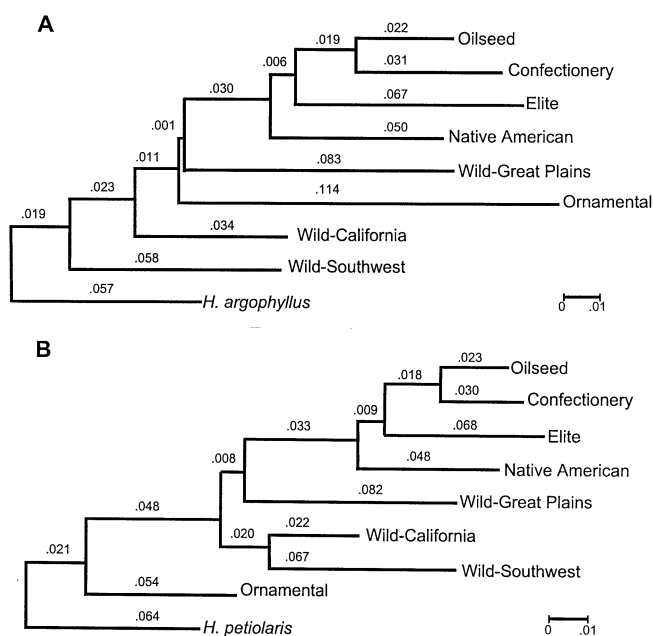 A
.022
Oilseed
.019
.031
Confectionery
.006
.067
Elite
.030
.050
Native American
.001
.083
Wild-Great Plains
.011
.114
Ornamental
.023
.034
Wild-California
.019
.058
Wild-Southwest
.057
H. argophyllus
0 .01
B
.023
Oilseed
.018
.030
Confectionery
.009
.068
Elite
.033
.048
Native American
.008
.082
Wild-Great Plains
.048
.020
.022
Wild-California
.067
Wild-Southwest
.021
.054
Ornamental
.064
H. petiolaris
0 .01